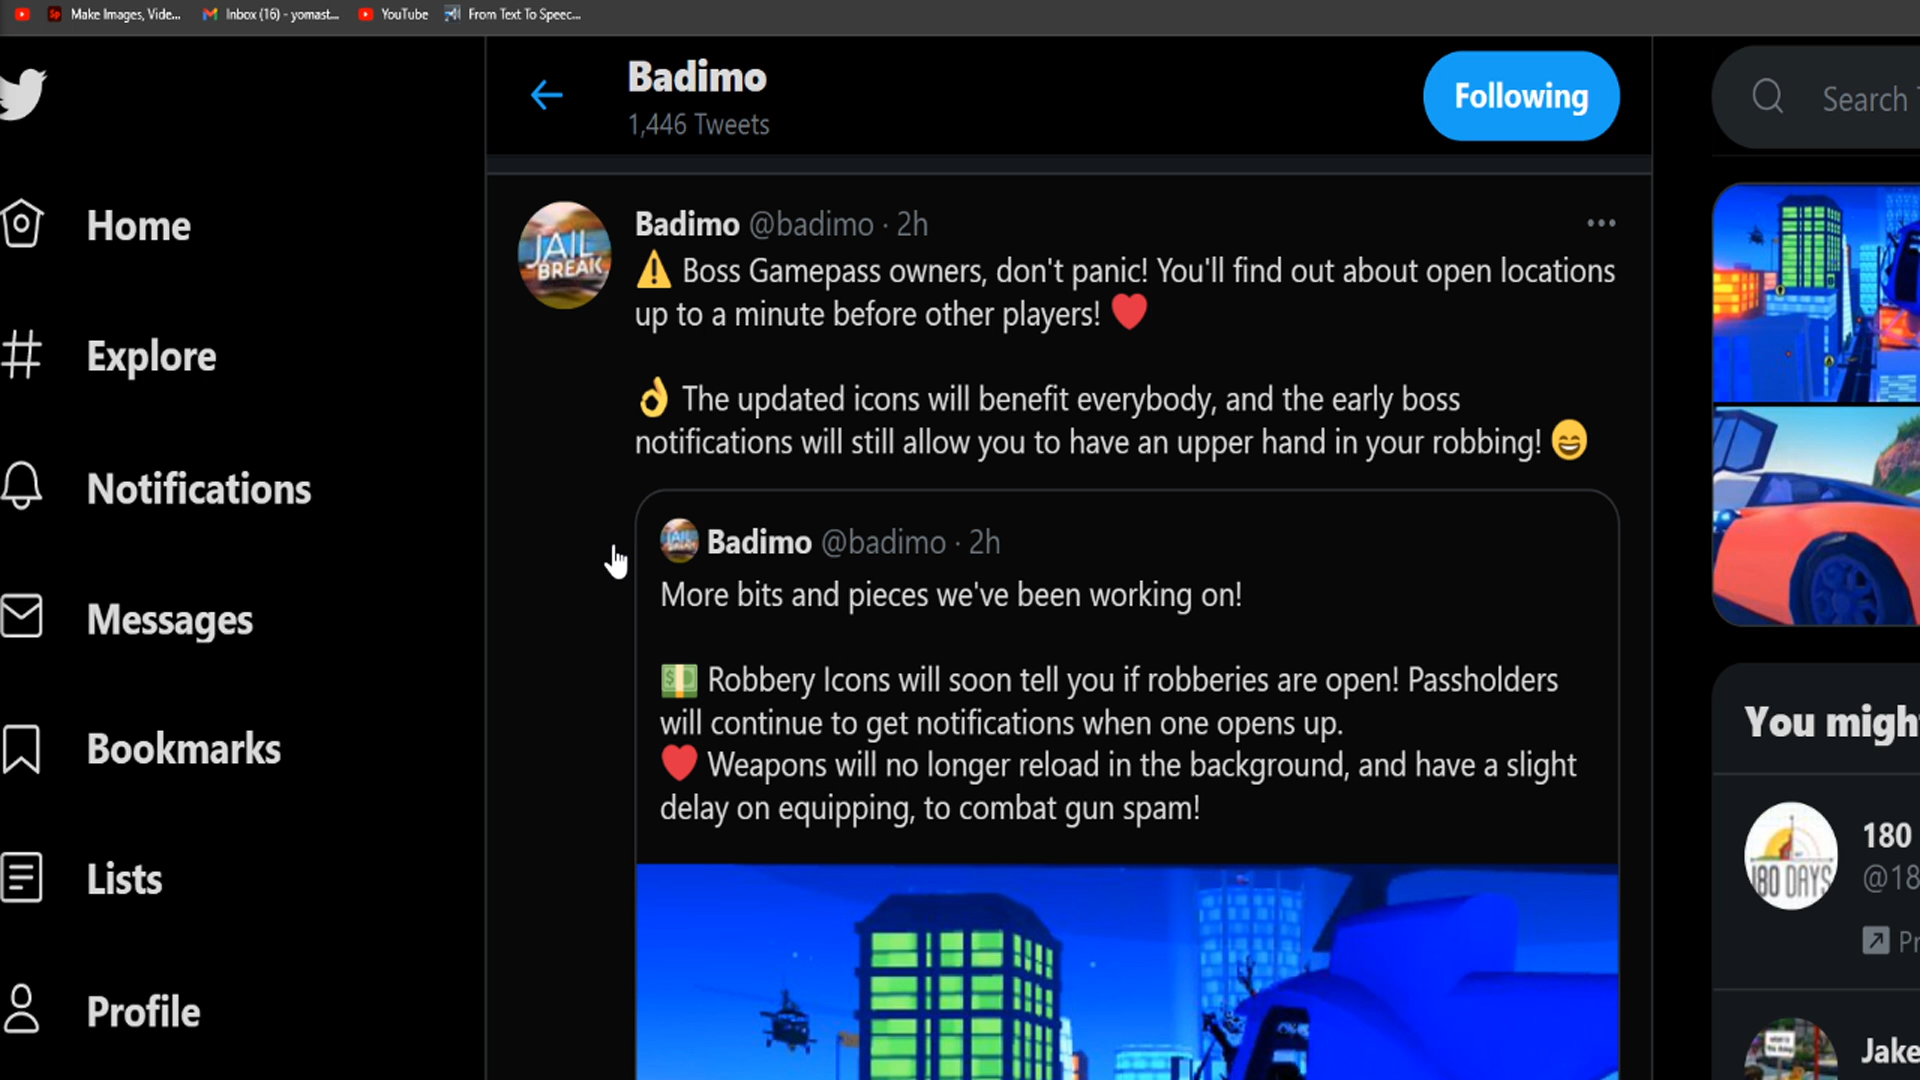 Make Images, Vide...
Inbox (16) - yomast...
YouTube
From Text To Speec...
Badimo
1,446 Tweets
Following
Search
Home
Explore
Notifications
Messages
Bookmarks
Lists
Profile
JAIL
BREAK
Badimo @badimo · 2h
⚠️ Boss Gamepass owners, don't panic! You'll find out about open locations
up to a minute before other players! ❤️
👌 The updated icons will benefit everybody, and the early boss
notifications will still allow you to have an upper hand in your robbing! 😄
Badimo @badimo · 2h
More bits and pieces we've been working on!
💵 Robbery Icons will soon tell you if robberies are open! Passholders
will continue to get notifications when one opens up.
❤️ Weapons will no longer reload in the background, and have a slight
delay on equipping, to combat gun spam!
You migh
180 DAYS
180
@18
Pr
Jake